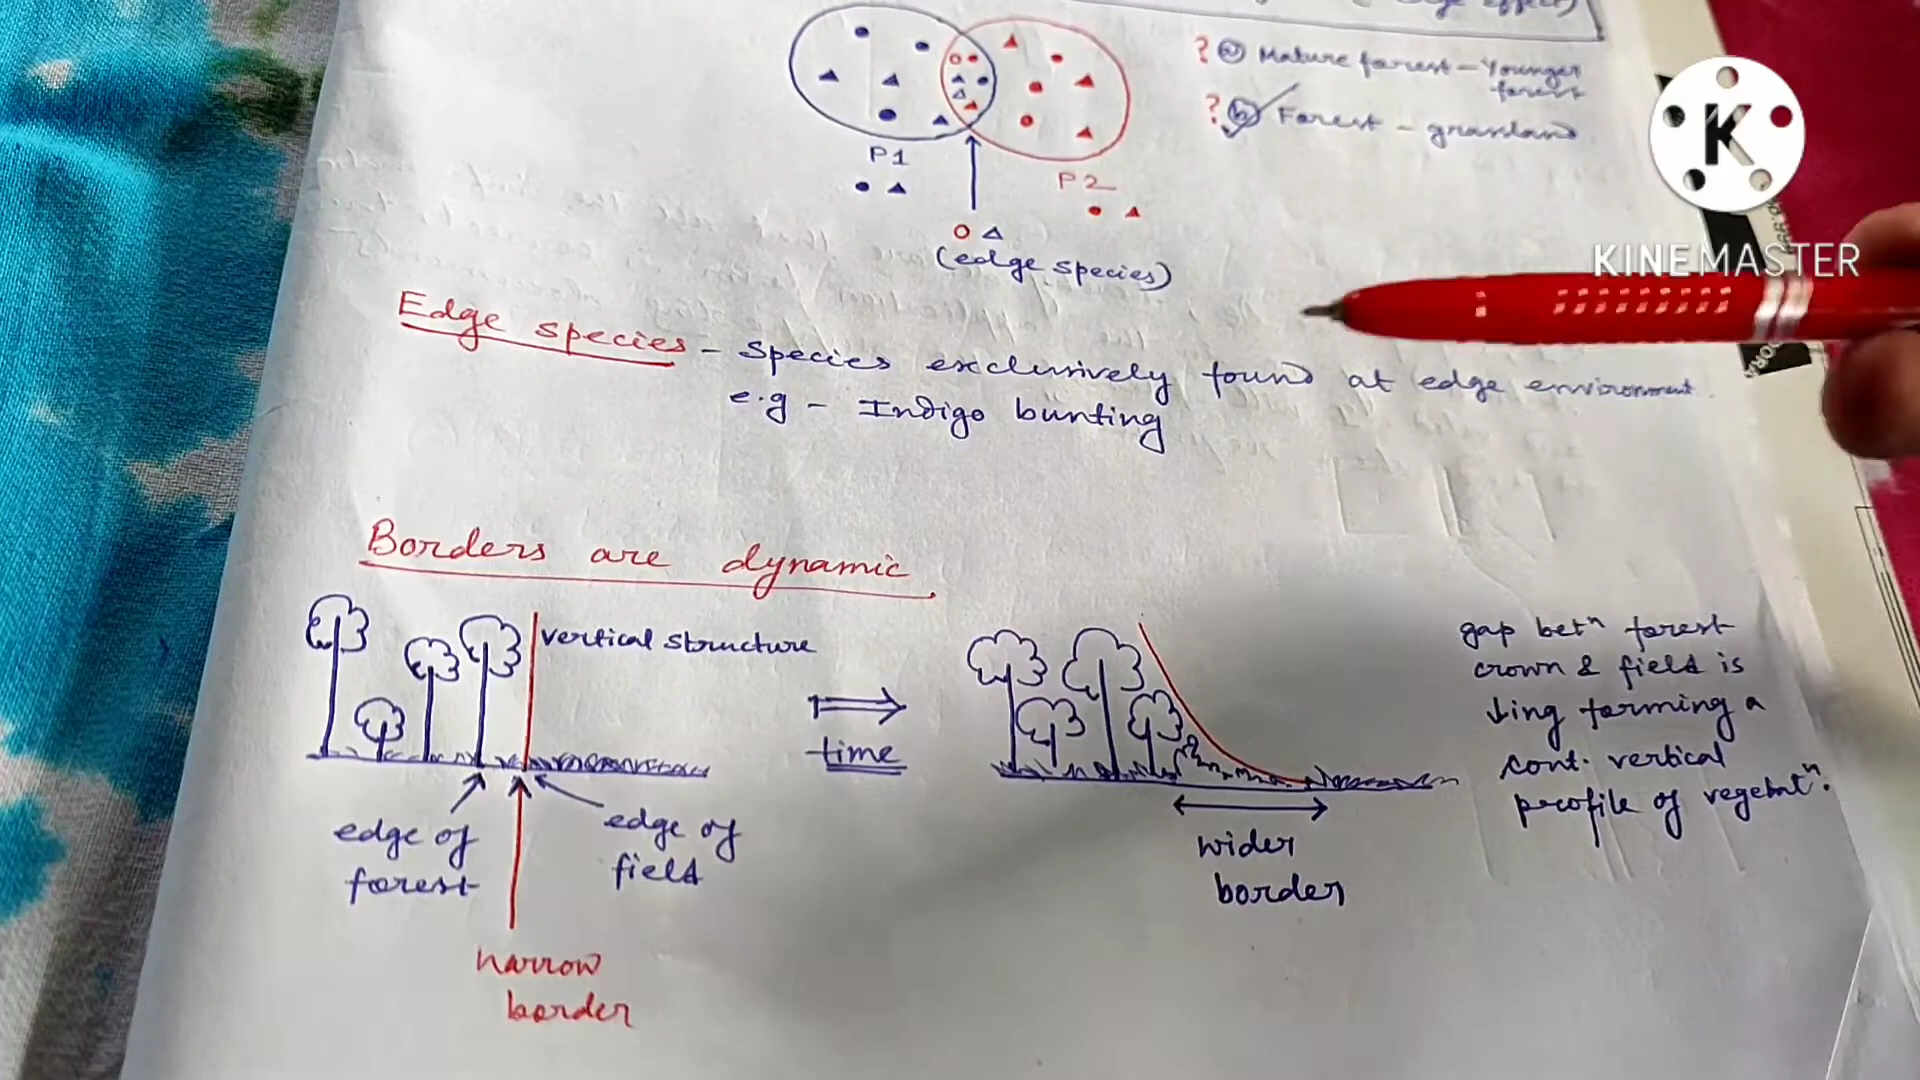 edge effect)
? ⓐ Mature forest - Younger
forest
? ⓑ Forest - grassland
P1
P2
(edge species)
Edge species - Species exclusively found at edge environment.
e.g - Indigo bunting
Borders are dynamic.
vertical structure
time
edge of
forest
edge of
field
narrow
border
wider
border
gap betⁿ forest
crown & field is
↓ing forming a
cont. vertical
profile of vegetatⁿ.
K
KINEMASTER